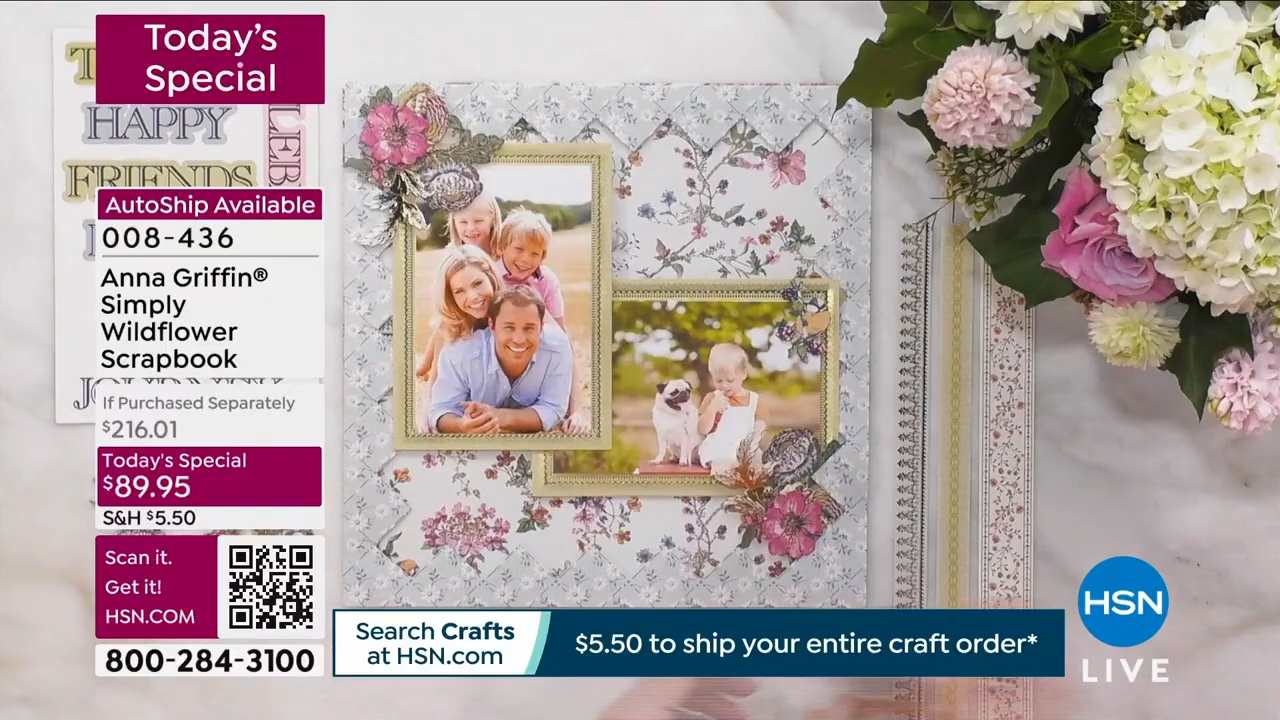 Today's
Special
HAPPY
FRIENDS
AutoShip Available
008-436
Anna Griffin®
Simply
Wildflower
Scrapbook
If Purchased Separately
$216.01
Today's Special
$89.95
S&H $5.50
Scan it.
Get it!
HSN.COM
800-284-3100
Search Crafts
at HSN.com
$5.50 to ship your entire craft order*
HSN
LIVE